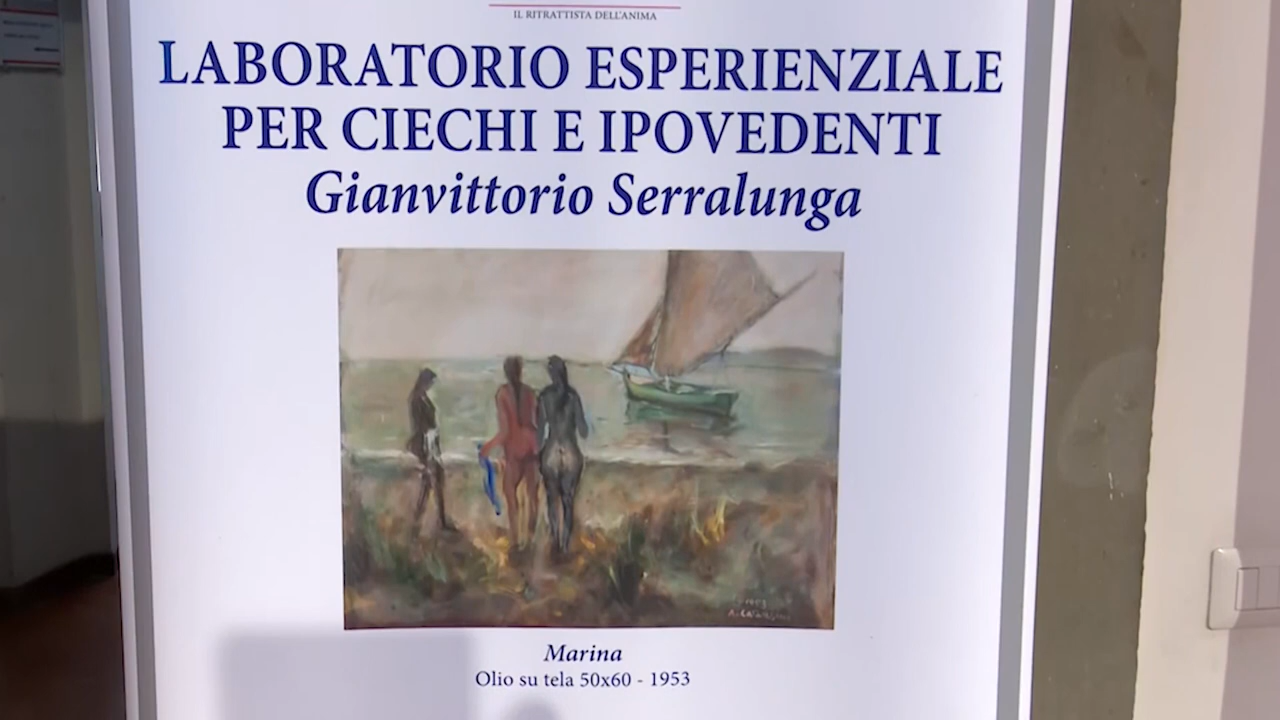 IL RITRATTISTA DELL'ANIMA
LABORATORIO ESPERIENZIALE
PER CIECHI E IPOVEDENTI
Gianvittorio Serralunga
Marina
Olio su tela 50x60 - 1953